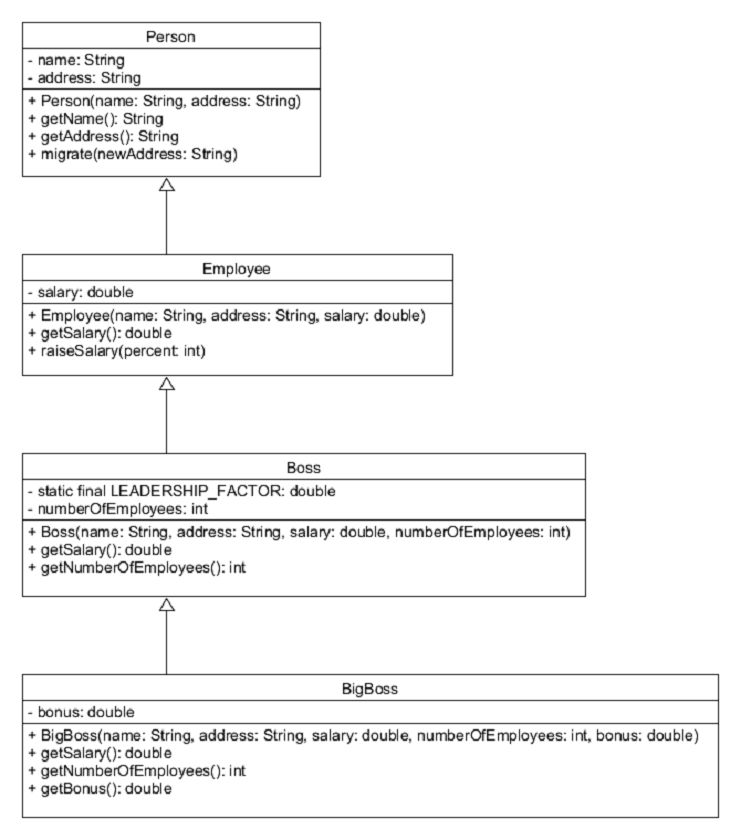 Person
- name: String
- address: String
+ Person(name: String, address: String)
+ getName(): String
+ getAddress(): String
+ migrate(newAddress: String)
Employee
- salary: double
+ Employee(name: String, address: String, salary: double)
+ getSalary(): double
+ raiseSalary(percent: int)
Boss
- static final LEADERSHIP_FACTOR: double
- numberOfEmployees: int
+ Boss(name: String, address: String, salary: double, numberOfEmployees: int)
+ getSalary(): double
+ getNumberOfEmployees(): int
BigBoss
- bonus: double
+ BigBoss(name: String, address: String, salary: double, numberOfEmployees: int, bonus: double)
+ getSalary(): double
+ getNumberOfEmployees(): int
+ getBonus(): double